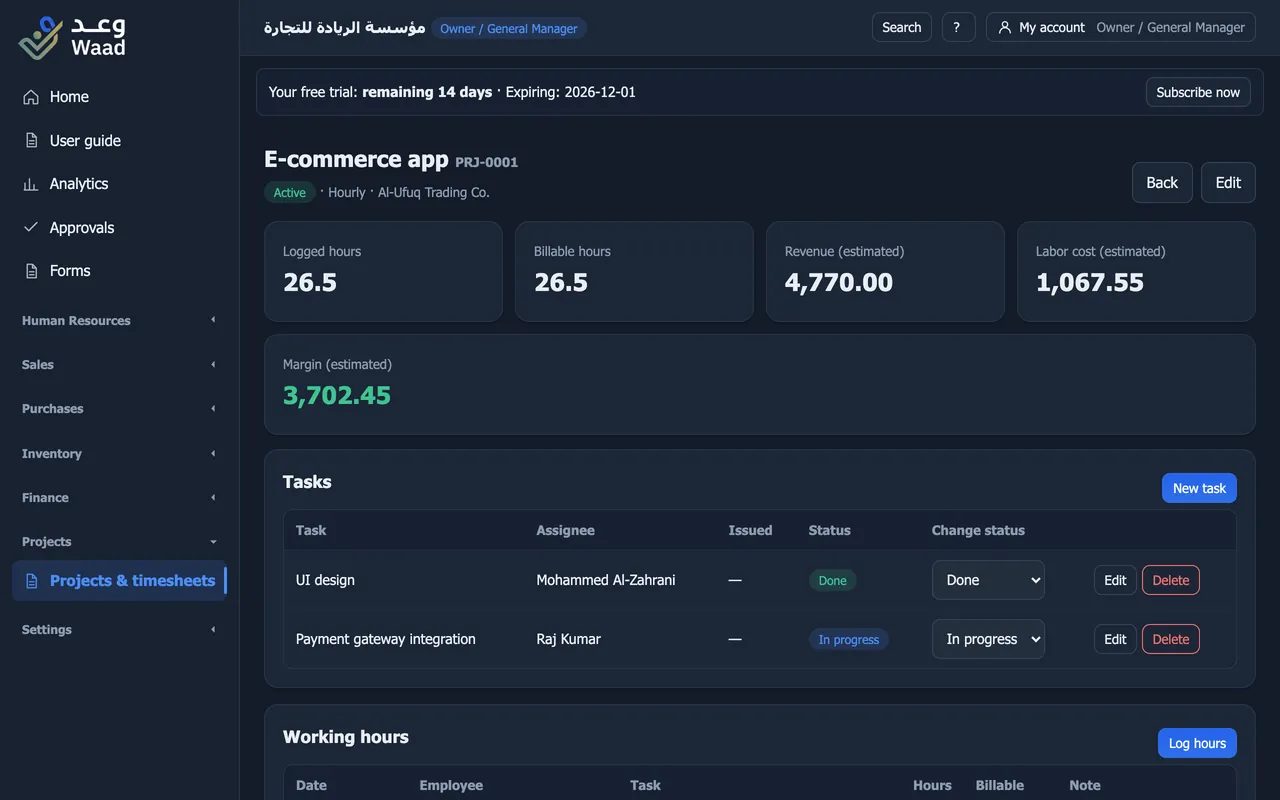 وعد
Waad
Home
User guide
Analytics
Approvals
Forms
Human Resources
Sales
Purchases
Inventory
Finance
Projects
Projects & timesheets
Settings
مؤسسة الريادة للتجارة Owner / General Manager
Search ? My account Owner / General Manager
Your free trial: remaining 14 days · Expiring: 2026-12-01 Subscribe now
E-commerce app PRJ-0001
Active · Hourly · Al-Ufuq Trading Co.
Back Edit
Logged hours
26.5
Billable hours
26.5
Revenue (estimated)
4,770.00
Labor cost (estimated)
1,067.55
Margin (estimated)
3,702.45
Tasks
New task
Task Assignee Issued Status Change status
UI design Mohammed Al-Zahrani — Done Done Edit Delete
Payment gateway integration Raj Kumar — In progress In progress Edit Delete
Working hours
Log hours
Date Employee Task Hours Billable Note